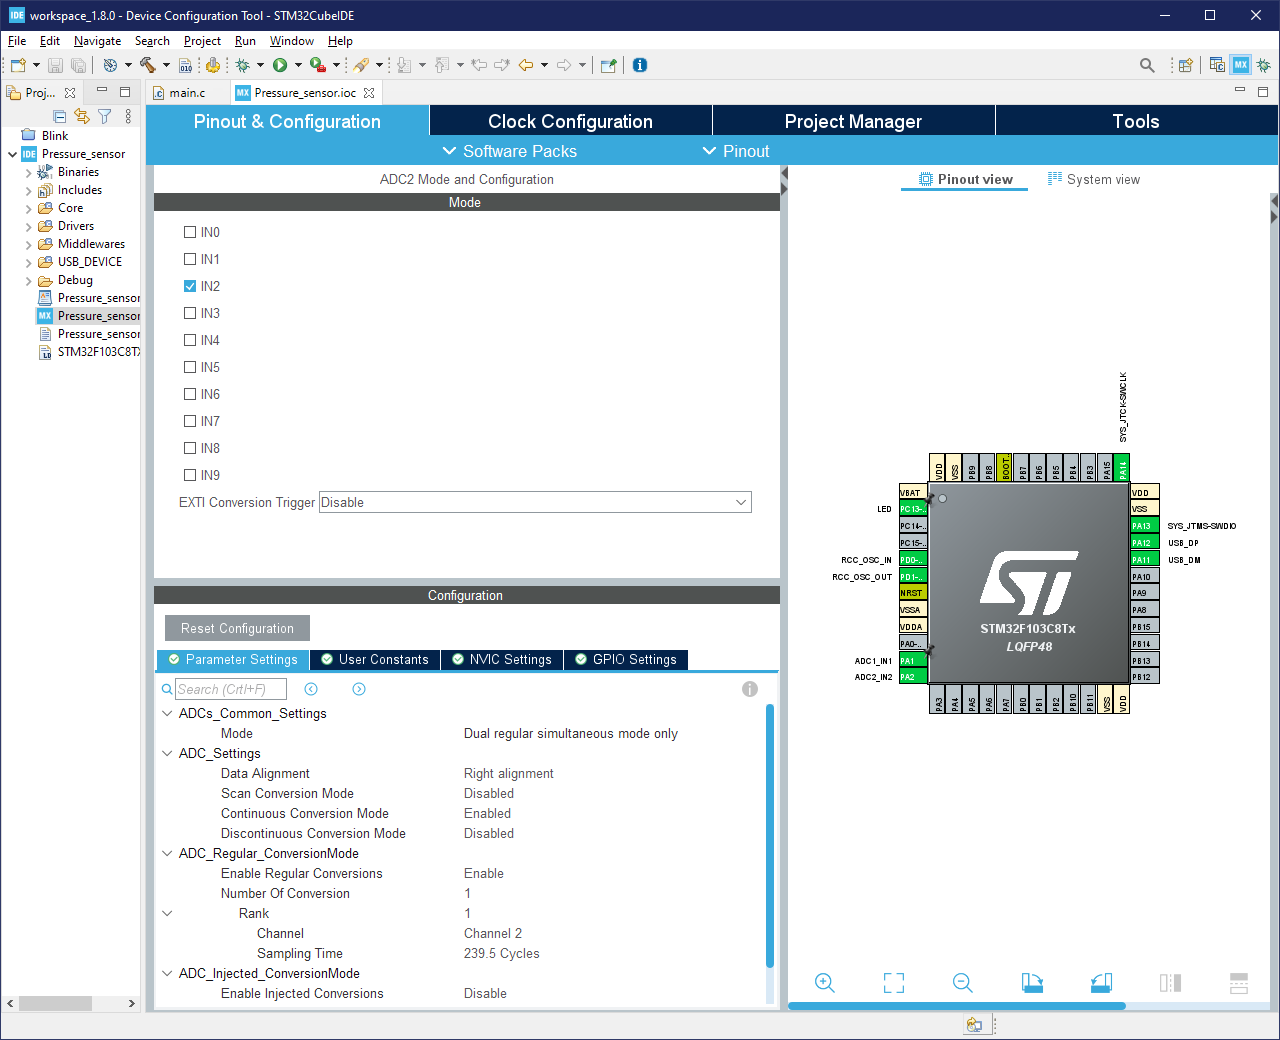 IDE workspace_1.8.0 - Device Configuration Tool - STM32CubeIDE
File Edit Navigate Search Project Run Window Help
010
MX
Proj...
.c main.c
MX Pressure_sensor.ioc
Blink
IDE Pressure_sensor
Binaries
Includes
Core
Drivers
Middlewares
USB_DEVICE
Debug
Pressure_sensor
MX Pressure_sensor
Pressure_sensor
LD STM32F103C8T
Pinout & Configuration
Clock Configuration
Project Manager
Tools
Software Packs
Pinout
ADC2 Mode and Configuration
Mode
IN0
IN1
IN2
IN3
IN4
IN5
IN6
IN7
IN8
IN9
EXTI Conversion Trigger Disable
Configuration
Reset Configuration
Parameter Settings
User Constants
NVIC Settings
GPIO Settings
Search (Crtl+F)
ADCs_Common_Settings
Mode Dual regular simultaneous mode only
ADC_Settings
Data Alignment Right alignment
Scan Conversion Mode Disabled
Continuous Conversion Mode Enabled
Discontinuous Conversion Mode Disabled
ADC_Regular_ConversionMode
Enable Regular Conversions Enable
Number Of Conversion 1
Rank 1
Channel Channel 2
Sampling Time 239.5 Cycles
ADC_Injected_ConversionMode
Enable Injected Conversions Disable
Pinout view
System view
SYS_JTCK-SWCLK
VDD VSS PB9 PB8 BOOT.. PB7 PB6 PB5 PB4 PB3 PA15 PA14
VBAT
LED PC13-..
PC14-..
PC15-..
RCC_OSC_IN PD0-..
RCC_OSC_OUT PD1-..
NRST
VSSA
VDDA
PA0-..
ADC1_IN1 PA1
ADC2_IN2 PA2
ST
STM32F103C8Tx
LQFP48
VDD
VSS
PA13 SYS_JTMS-SWDIO
PA12 USB_DP
PA11 USB_DM
PA10
PA9
PA8
PB15
PB14
PB13
PB12
PA3 PA4 PA5 PA6 PA7 PB0 PB1 PB2 PB10 PB11 VSS VDD